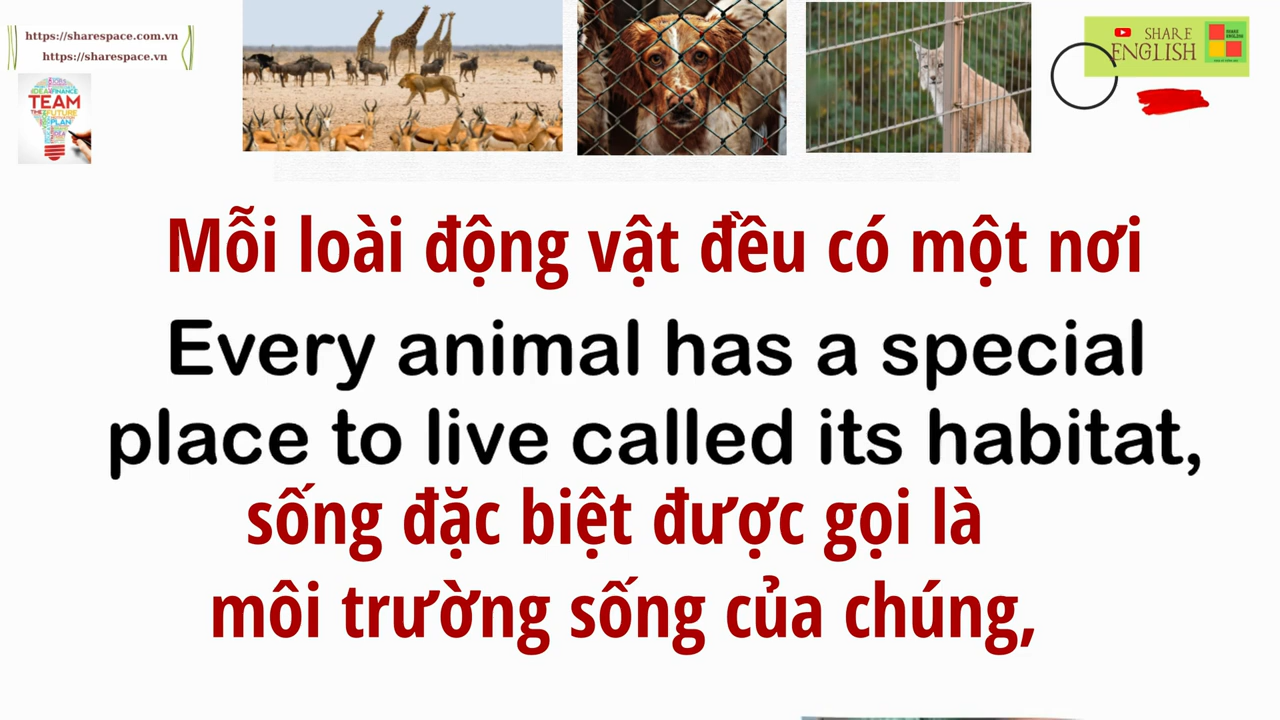 https://sharespace.com.vn
https://sharespace.vn
TEAM
FUTURE
PLAN
SHARE
ENGLISH
Mỗi loài động vật đều có một nơi
Every animal has a special
place to live called its habitat,
sống đặc biệt được gọi là
môi trường sống của chúng,